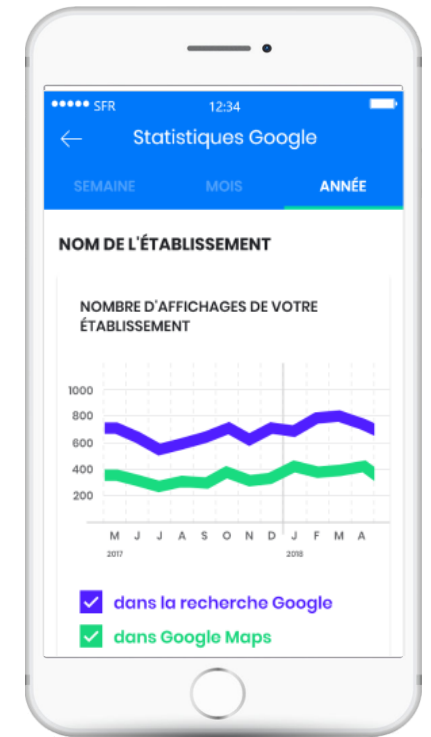 SFR 12:34
← Statistiques Google
SEMAINE MOIS ANNÉE
NOM DE L'ÉTABLISSEMENT
NOMBRE D'AFFICHAGES DE VOTRE
ÉTABLISSEMENT
1000
800
600
400
200
M J J A S O N D J F M A
2017 2018
dans la recherche Google
dans Google Maps